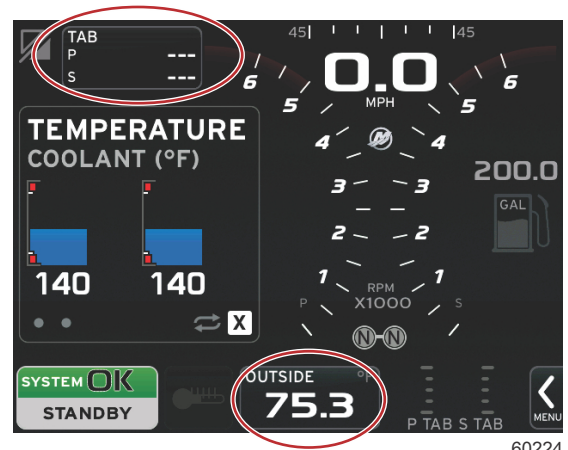 TAB
P ---
S ---
45 45
0.0
MPH
6 6
5 5
4 4
3 3
2 2
1 1
RPM
X1000
P S
N N
TEMPERATURE
COOLANT (°F)
140 140
X
200.0
GAL
SYSTEM OK
STANDBY
OUTSIDE °F
75.3
P TAB S TAB
MENU
60224